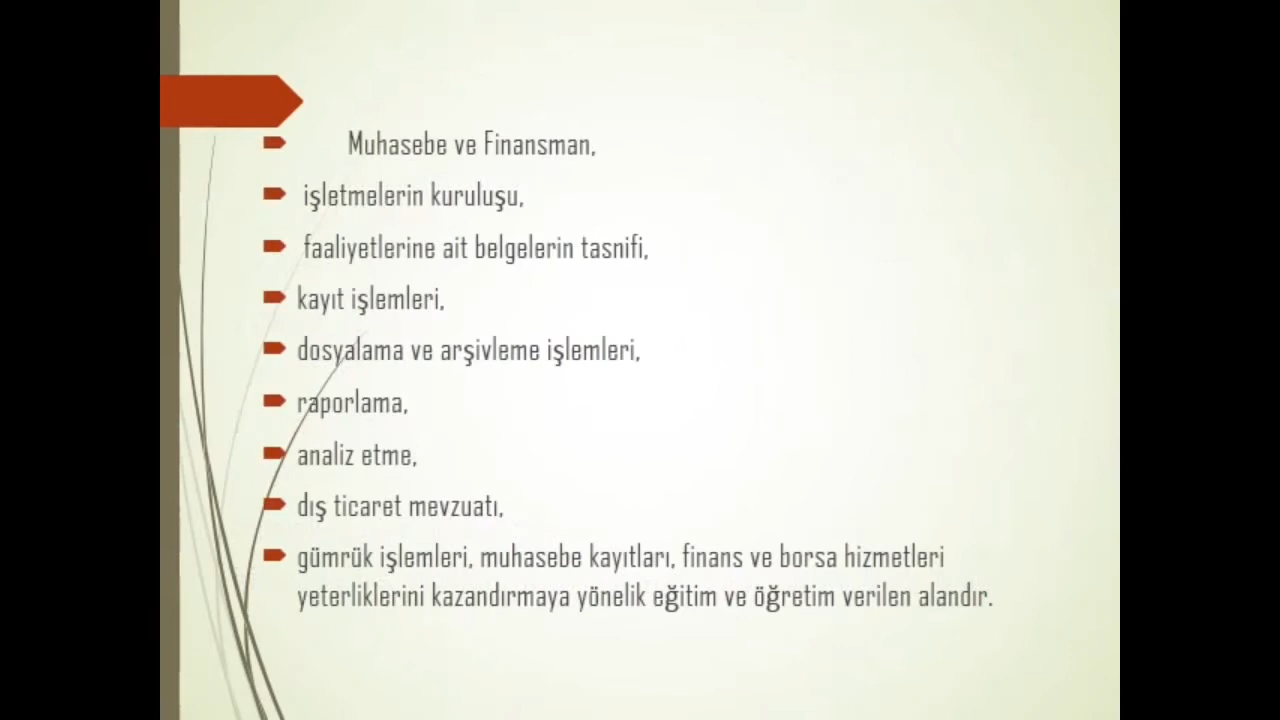 Muhasebe ve Finansman,
işletmelerin kuruluşu,
faaliyetlerine ait belgelerin tasnifi,
kayıt işlemleri,
dosyalama ve arşivleme işlemleri,
raporlama,
analiz etme,
dış ticaret mevzuatı,
gümrük işlemleri, muhasebe kayıtları, finans ve borsa hizmetleri
yeterliklerini kazandırmaya yönelik eğitim ve öğretim verilen alandır.